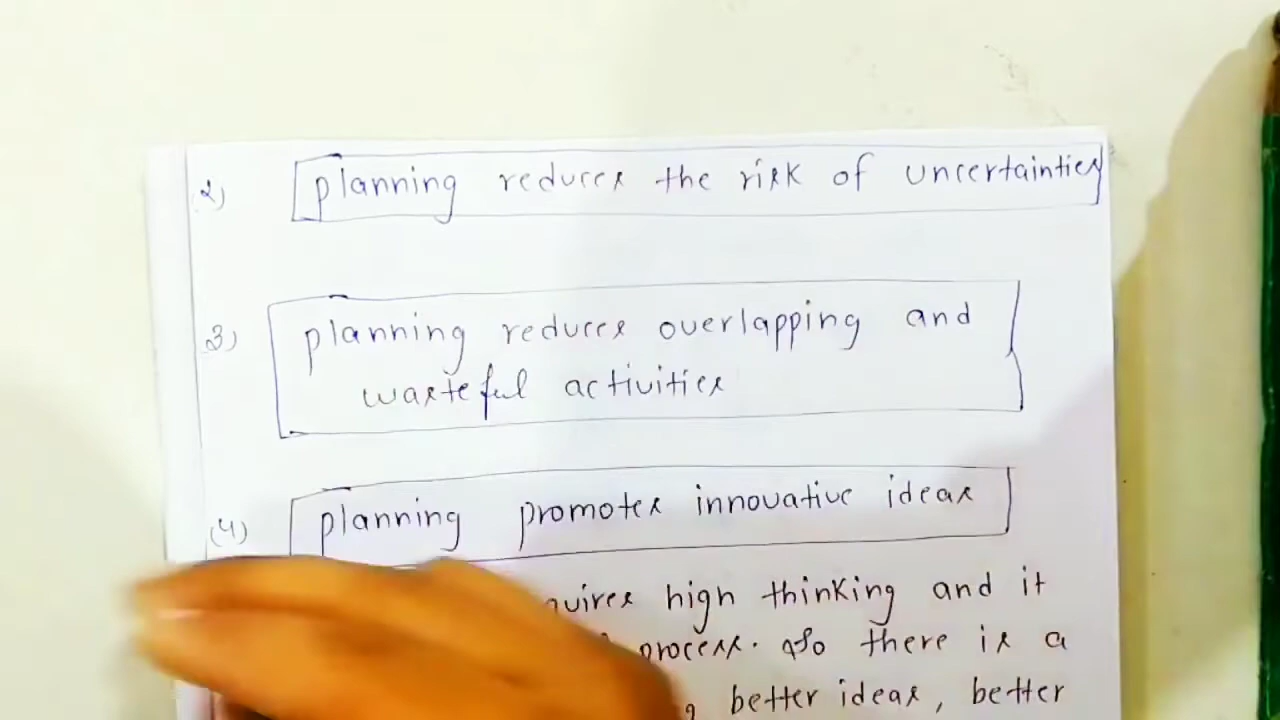 2) planning reduces the risk of uncertainties
3) planning reduces overlapping and
wasteful activities
(4) planning promotes innovative ideas
high thinking and it
process. So there is a
better ideas, better